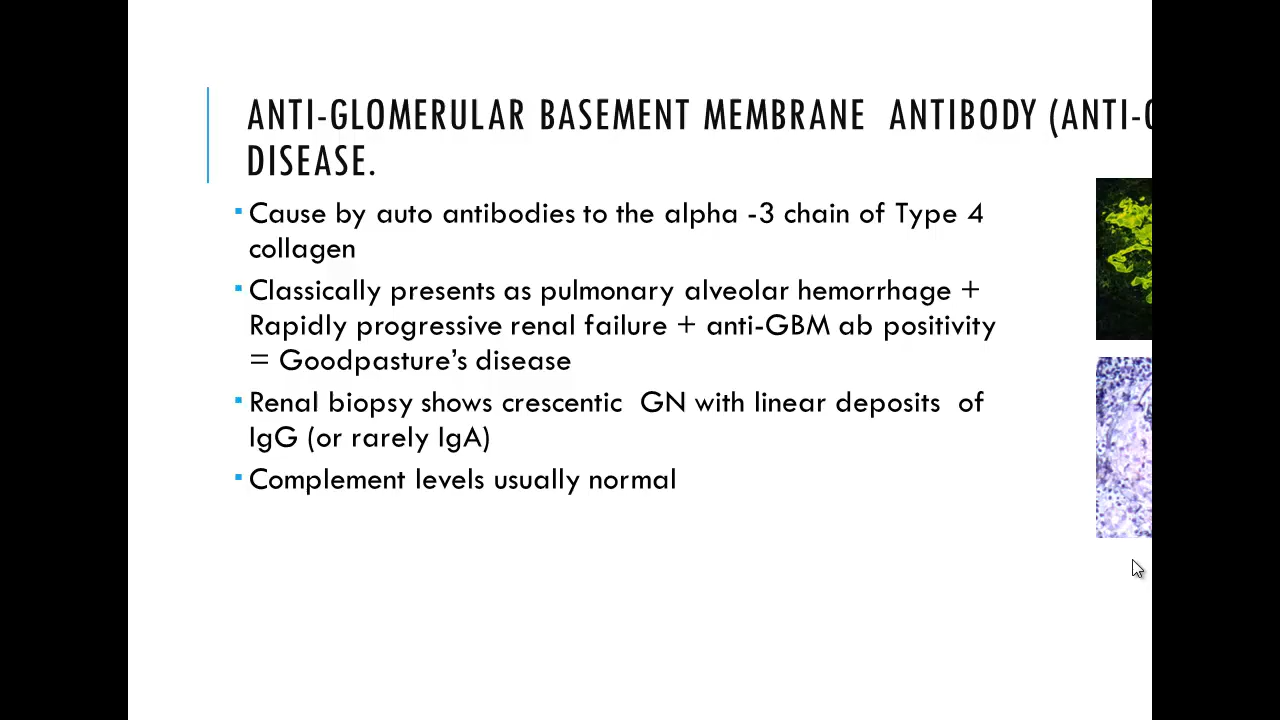 ANTI-GLOMERULAR BASEMENT MEMBRANE ANTIBODY (ANTI-
DISEASE.
Cause by auto antibodies to the alpha -3 chain of Type 4
collagen
Classically presents as pulmonary alveolar hemorrhage +
Rapidly progressive renal failure + anti-GBM ab positivity
= Goodpasture’s disease
Renal biopsy shows crescentic GN with linear deposits of
IgG (or rarely IgA)
Complement levels usually normal